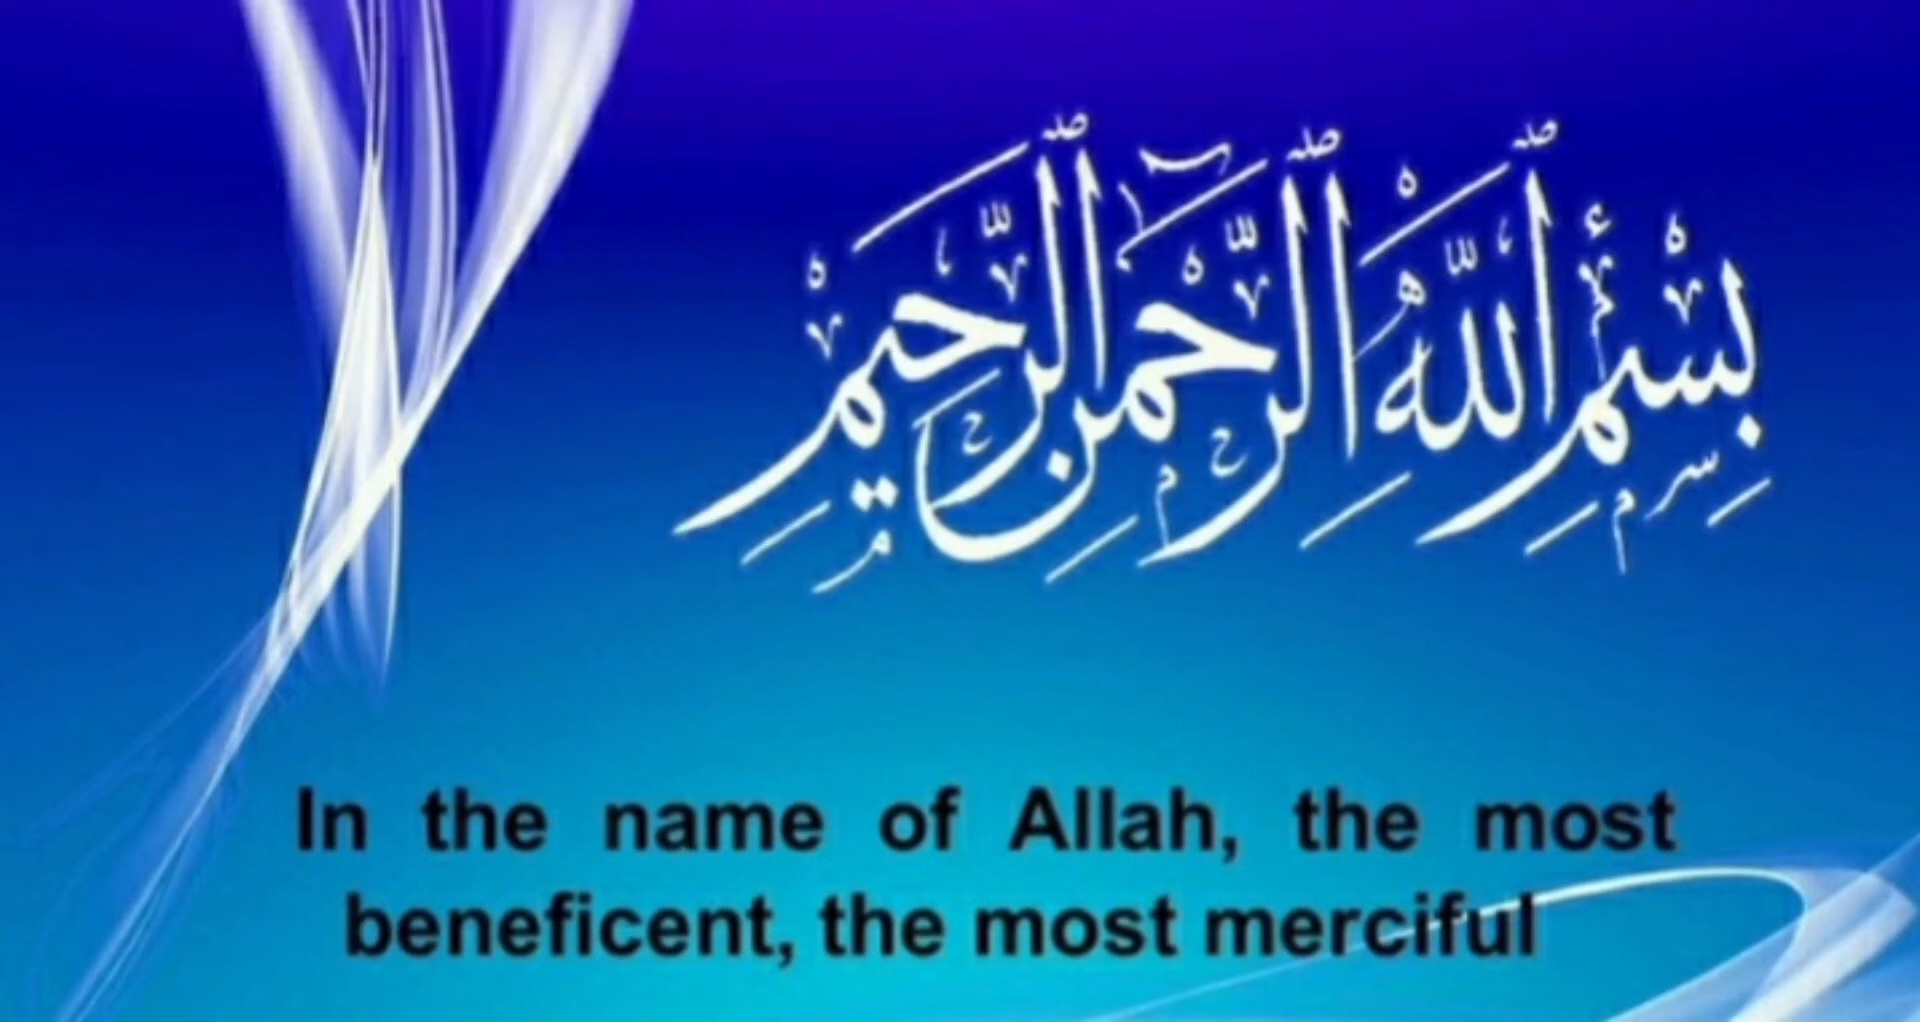 بِسْمِ ٱللَّهِ ٱلرَّحْمَٰنِ ٱلرَّحِيمِ
In the name of Allah, the most
beneficent, the most merciful